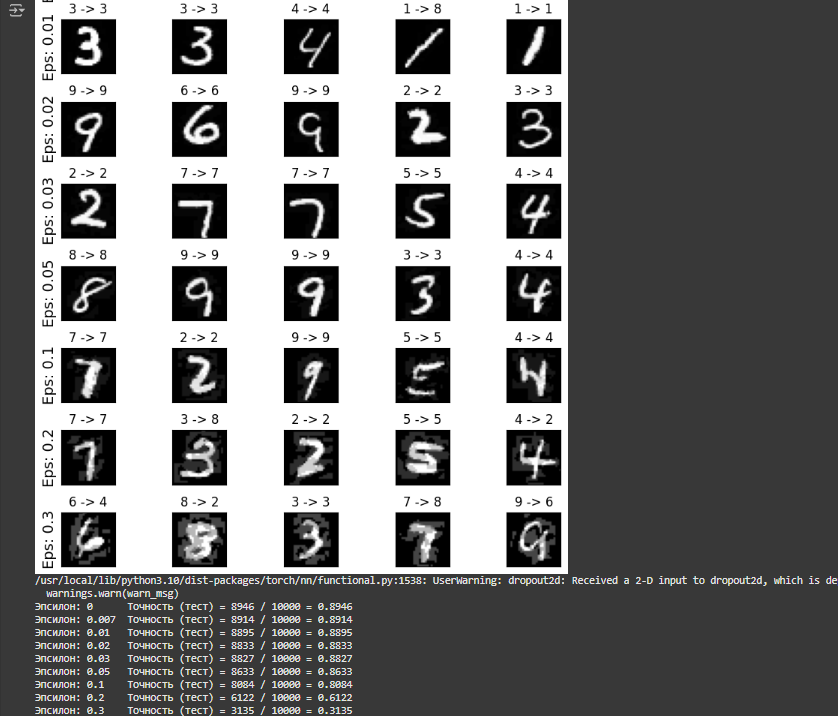 3 -> 3 3 -> 3 4 -> 4 1 -> 8 1 -> 1
Eps: 0.01
9 -> 9 6 -> 6 9 -> 9 2 -> 2 3 -> 3
Eps: 0.02
2 -> 2 7 -> 7 7 -> 7 5 -> 5 4 -> 4
Eps: 0.03
8 -> 8 9 -> 9 9 -> 9 3 -> 3 4 -> 4
Eps: 0.05
7 -> 7 2 -> 2 9 -> 9 5 -> 5 4 -> 4
Eps: 0.1
7 -> 7 3 -> 8 2 -> 2 5 -> 5 4 -> 2
Eps: 0.2
6 -> 4 8 -> 2 3 -> 3 7 -> 8 9 -> 6
Eps: 0.3
/usr/local/lib/python3.10/dist-packages/torch/nn/functional.py:1538: UserWarning: dropout2d: Received a 2-D input to dropout2d, which is de
warnings.warn(warn_msg)
Эпсилон: 0 Точность (тест) = 8946 / 10000 = 0.8946
Эпсилон: 0.007 Точность (тест) = 8914 / 10000 = 0.8914
Эпсилон: 0.01 Точность (тест) = 8895 / 10000 = 0.8895
Эпсилон: 0.02 Точность (тест) = 8833 / 10000 = 0.8833
Эпсилон: 0.03 Точность (тест) = 8827 / 10000 = 0.8827
Эпсилон: 0.05 Точность (тест) = 8633 / 10000 = 0.8633
Эпсилон: 0.1 Точность (тест) = 8084 / 10000 = 0.8084
Эпсилон: 0.2 Точность (тест) = 6122 / 10000 = 0.6122
Эпсилон: 0.3 Точность (тест) = 3135 / 10000 = 0.3135